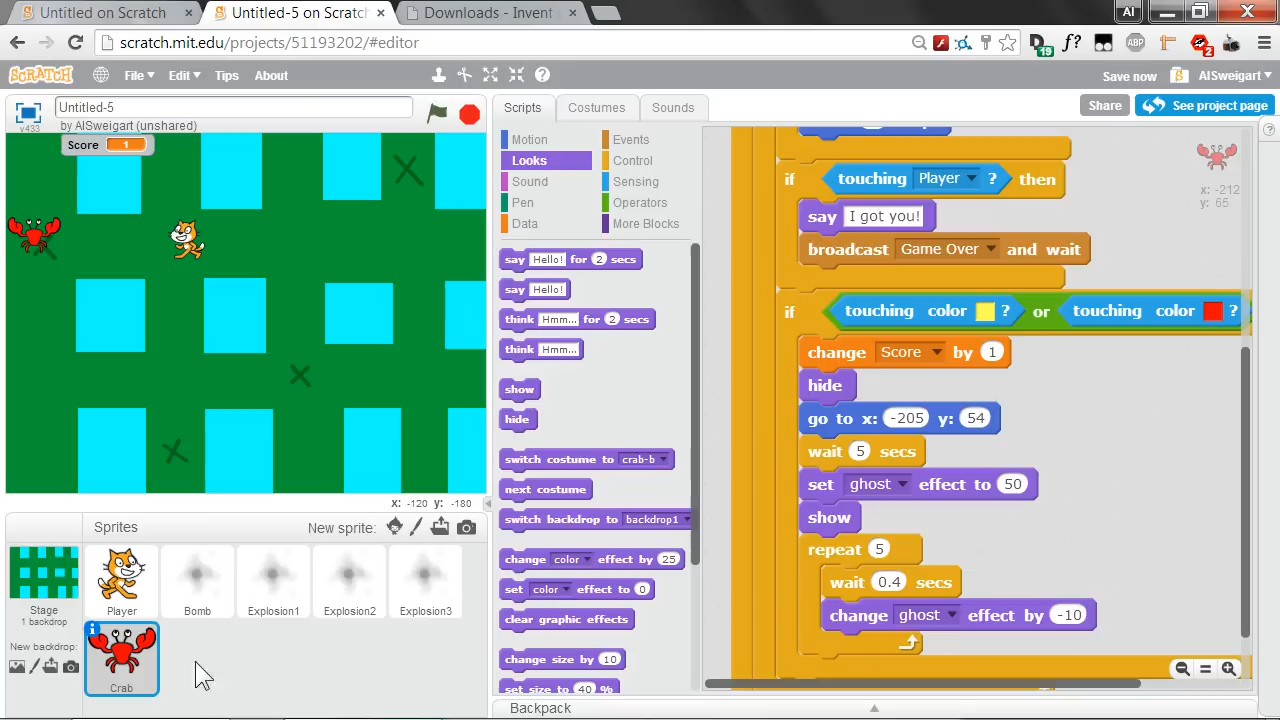 Untitled on Scratch × Untitled-5 on Scratch × Downloads - Invent × AI
scratch.mit.edu/projects/51193202/#editor 19 f? ABP 2
SCRATCH File Edit Tips About Save now AlSweigart
v433 Untitled-5
by AlSweigart (unshared)
Scripts Costumes Sounds Share See project page
Score 1
Motion Events
Looks Control
Sound Sensing
Pen Operators
Data More Blocks
say Hello! for 2 secs
say Hello!
think Hmm... for 2 secs
think Hmm...
show
hide
switch costume to crab-b
next costume
switch backdrop to backdrop1
change color effect by 25
set color effect to 0
clear graphic effects
change size by 10
set size to 40 %
x: -212
y: 65
if touching Player ? then
say I got you!
broadcast Game Over and wait
if touching color ? or touching color ?
change Score by 1
hide
go to x: -205 y: 54
wait 5 secs
set ghost effect to 50
show
repeat 5
wait 0.4 secs
change ghost effect by -10
x: -120 y: -180
Sprites New sprite:
Stage
1 backdrop
New backdrop:
Player Bomb Explosion1 Explosion2 Explosion3
i
Crab
Backpack
?